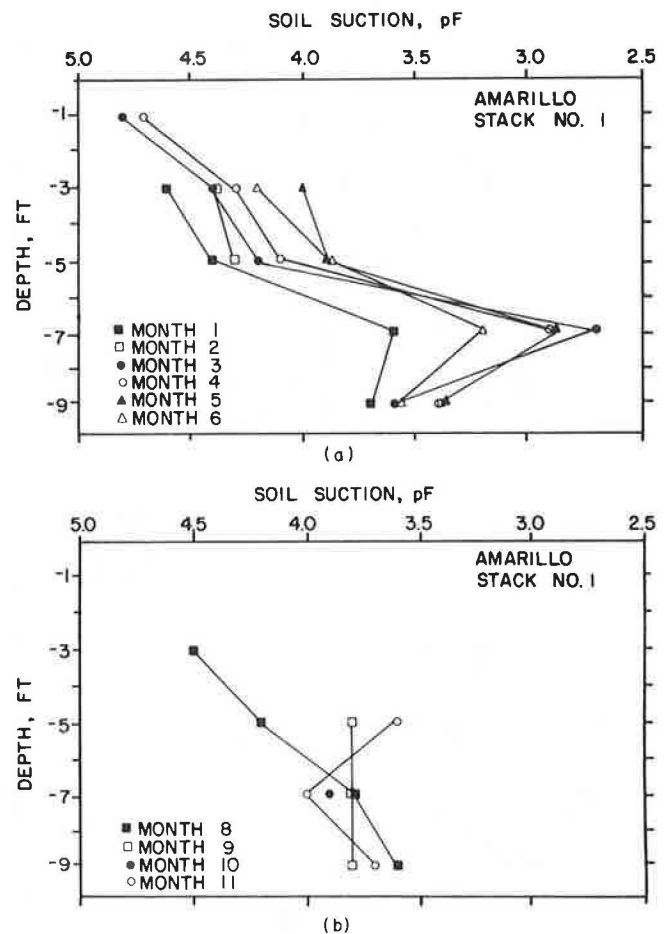 SOIL SUCTION, pF
5.0 4.5 4.0 3.5 3.0 2.5
AMARILLO
STACK NO. 1
-1
-3
-5
-7
-9
DEPTH, FT
MONTH 1
MONTH 2
MONTH 3
MONTH 4
MONTH 5
MONTH 6
(a)
SOIL SUCTION, pF
5.0 4.5 4.0 3.5 3.0 2.5
AMARILLO
STACK NO. 1
-1
-3
-5
-7
-9
DEPTH, FT
MONTH 8
MONTH 9
MONTH 10
MONTH 11
(b)